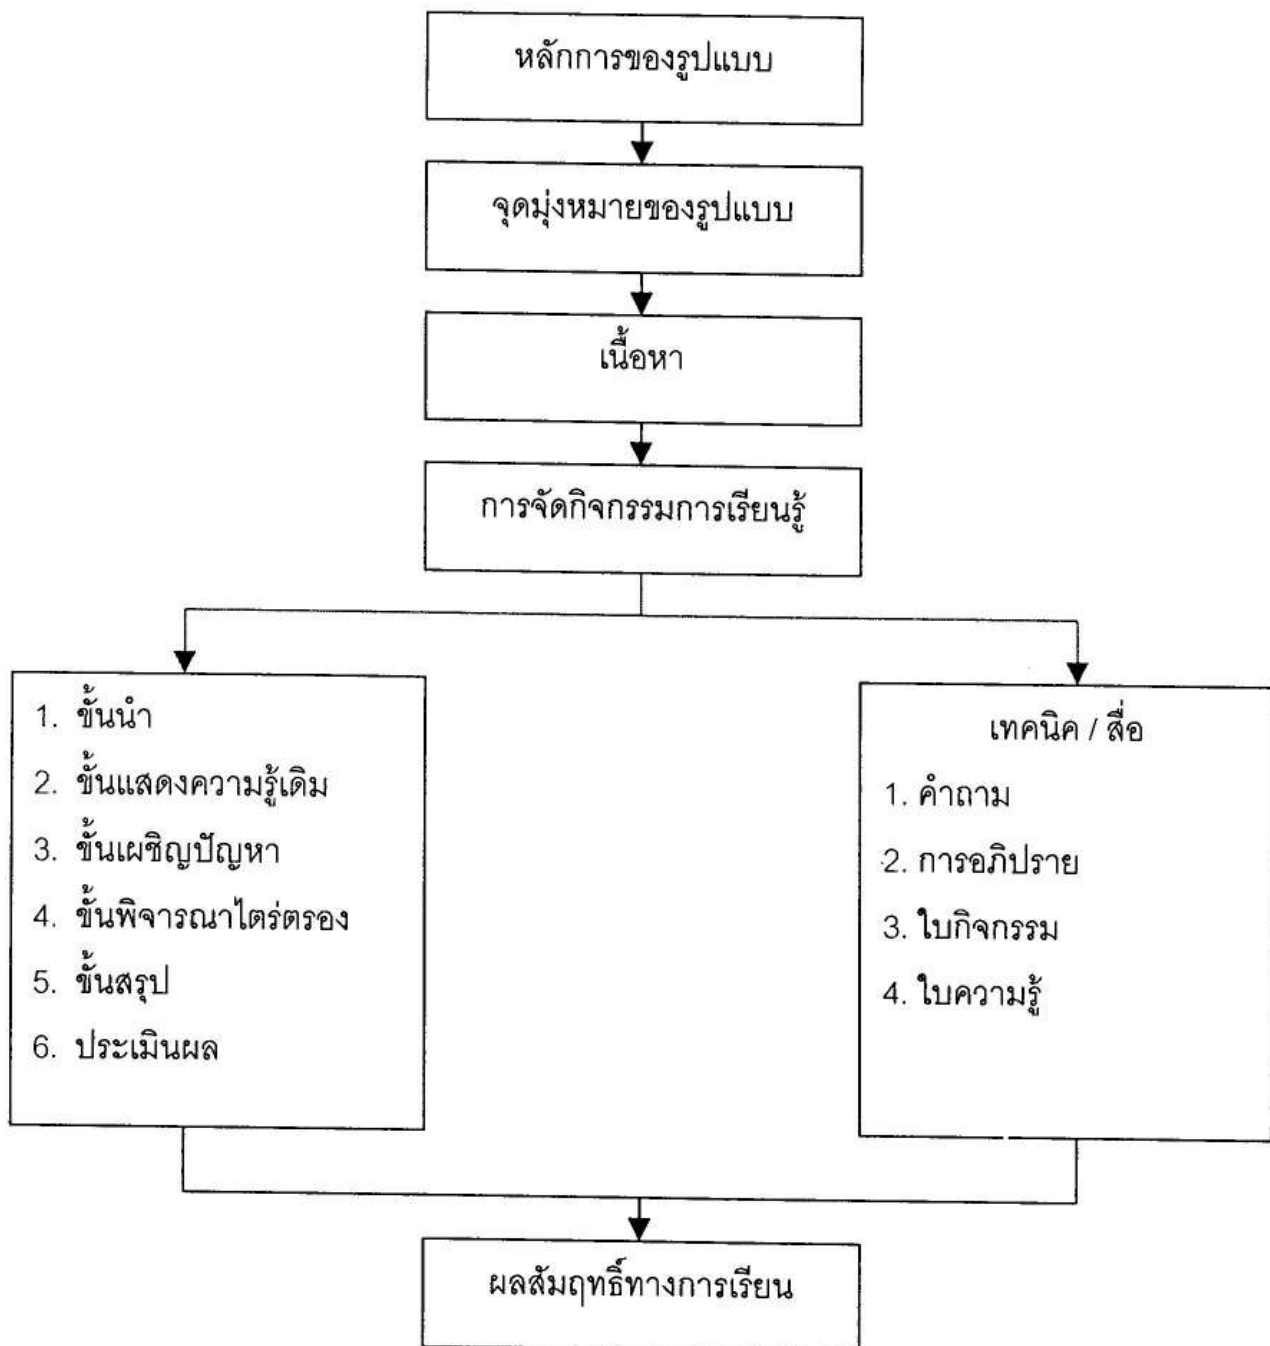 หลักการของรูปแบบ
จุดมุ่งหมายของรูปแบบ
เนื้อหา
การจัดกิจกรรมการเรียนรู้
1. ขั้นนำ
2. ขั้นแสดงความรู้เดิม
3. ขั้นเผชิญปัญหา
4. ขั้นพิจารณาไตร่ตรอง
5. ขั้นสรุป
6. ประเมินผล
เทคนิค / สื่อ
1. คำถาม
2. การอภิปราย
3. ใบกิจกรรม
4. ใบความรู้
ผลสัมฤทธิ์ทางการเรียน